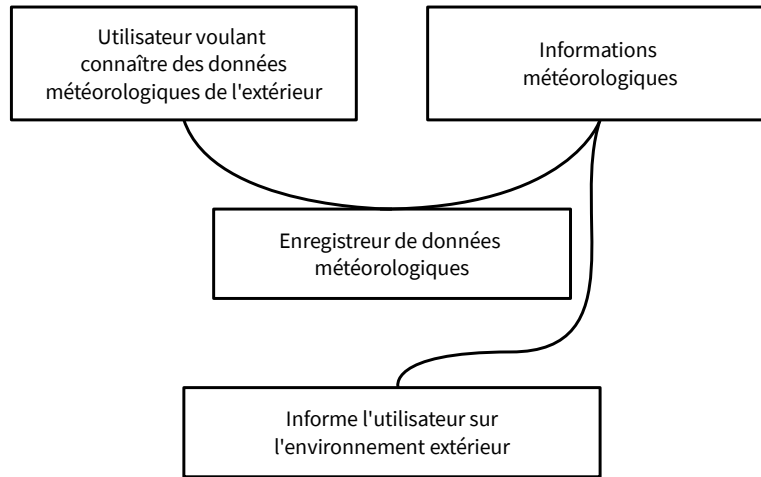 Utilisateur voulant
connaître des données
météorologiques de l'extérieur
Informations
météorologiques
Enregistreur de données
météorologiques
Informe l'utilisateur sur
l'environnement extérieur